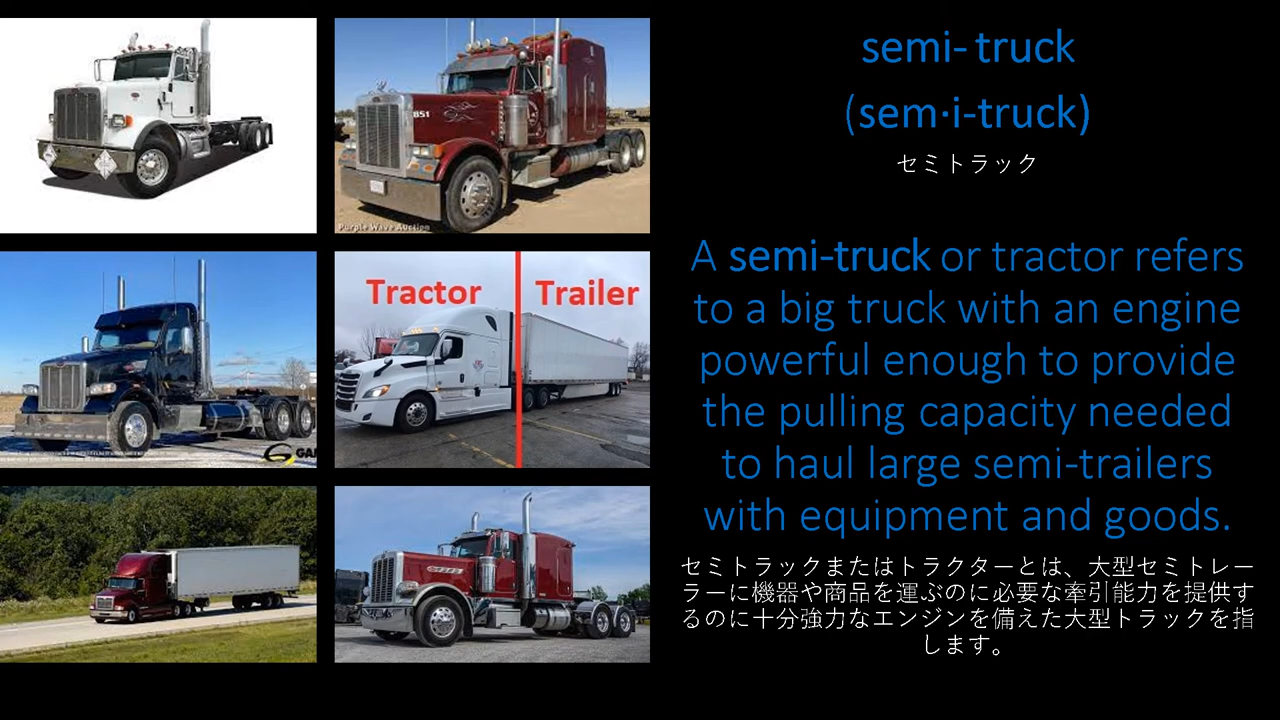 semi-truck
(sem·i-truck)
セミトラック
A semi-truck or tractor refers
to a big truck with an engine
powerful enough to provide
the pulling capacity needed
to haul large semi-trailers
with equipment and goods.
セミトラックまたはトラクターとは、大型セミトレー
ラーに機器や商品を運ぶのに必要な牽引能力を提供す
るのに十分強力なエンジンを備えた大型トラックを指
します。
851
Purple Wave Auction
Tractor Trailer
GAR